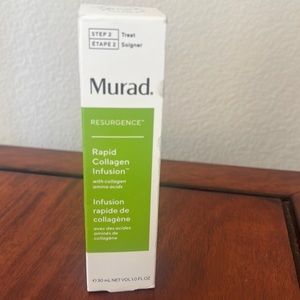 STEP 2 Treat
ÉTAPE 2 Soigner
Murad.
RESURGENCE™
Rapid
Collagen
Infusion™
with collagen
amino acids
Infusion
rapide de
collagène
avec des acides
aminés de
collagène
30 mL NET VOL 1.0 FL OZ